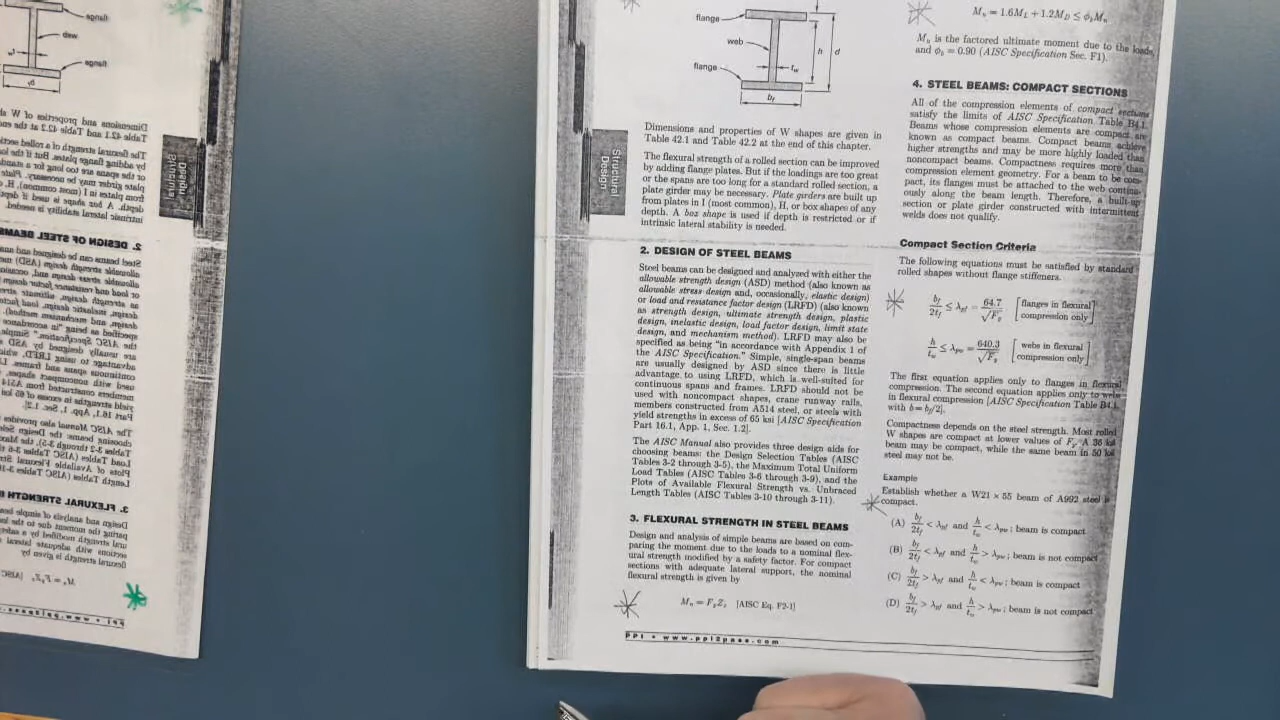 flange
web
flange
h
d
t_w
b_f
Structural
Design
Dimensions and properties of W shapes are given in
Table 42.1 and Table 42.2 at the end of this chapter.
The flexural strength of a rolled section can be improved
by adding flange plates. But if the loadings are too great
or the spans are too long for a standard rolled section, a
plate girder may be necessary. Plate girders are built up
from plates in I (most common), H, or box shapes of any
depth. A box shape is used if depth is restricted or if
intrinsic lateral stability is needed.
2. DESIGN OF STEEL BEAMS
Steel beams can be designed and analyzed with either the
allowable strength design (ASD) method (also known as
allowable stress design and, occasionally, elastic design)
or load and resistance factor design (LRFD) (also known
as strength design, ultimate strength design, plastic
design, inelastic design, load factor design, limit state
design, and mechanism method). LRFD may also be
specified as being "in accordance with Appendix 1 of
the AISC Specification." Simple, single-span beams
are usually designed by ASD since there is little
advantage to using LRFD, which is well-suited for
continuous spans and frames. LRFD should not be
used with noncompact shapes, crane runway rails,
members constructed from A514 steel, or steels with
yield strengths in excess of 65 ksi [AISC Specification
Part 16.1, App. 1, Sec. 1.2].
The AISC Manual also provides three design aids for
choosing beams: the Design Selection Tables (AISC
Tables 3-2 through 3-5), the Maximum Total Uniform
Load Tables (AISC Tables 3-6 through 3-9), and the
Plots of Available Flexural Strength vs. Unbraced
Length Tables (AISC Tables 3-10 through 3-11).
3. FLEXURAL STRENGTH IN STEEL BEAMS
Design and analysis of simple beams are based on com-
paring the moment due to the loads to a nominal flex-
ural strength modified by a safety factor. For compact
sections with adequate lateral support, the nominal
flexural strength is given by
M_n = F_yZ_x [AISC Eq. F2-1]
PPI • www.ppi2pass.com
M_u = 1.6M_L + 1.2M_D ≤ ϕ_bM_n
M_u is the factored ultimate moment due to the loads,
and ϕ_b = 0.90 (AISC Specification Sec. F1).
4. STEEL BEAMS: COMPACT SECTIONS
All of the compression elements of compact sections
satisfy the limits of AISC Specification Table B4.1.
Beams whose compression elements are compact are
known as compact beams. Compact beams achieve
higher strengths and may be more highly loaded than
noncompact beams. Compactness requires more than
compression element geometry. For a beam to be com-
pact, its flanges must be attached to the web continu-
ously along the beam length. Therefore, a built-up
section or plate girder constructed with intermittent
welds does not qualify.
Compact Section Criteria
The following equations must be satisfied by standard
rolled shapes without flange stiffeners.
b_f/2t_f ≤ λ_pf = 64.7/√F_y [flanges in flexural compression only]
h/t_w ≤ λ_pw = 640.3/√F_y [webs in flexural compression only]
The first equation applies only to flanges in flexural
compression. The second equation applies only to webs
in flexural compression [AISC Specification Table B4.1,
with b = b_f/2].
Compactness depends on the steel strength. Most rolled
W shapes are compact at lower values of F_y. A 36 ksi
beam may be compact, while the same beam in 50 ksi
steel may not be.
Example
Establish whether a W21 × 55 beam of A992 steel is
compact.
(A) b_f/2t_f < λ_pf and h/t_w < λ_pw; beam is compact
(B) b_f/2t_f < λ_pf and h/t_w > λ_pw; beam is not compact
(C) b_f/2t_f > λ_pf and h/t_w < λ_pw; beam is compact
(D) b_f/2t_f > λ_pf and h/t_w > λ_pw; beam is not compact